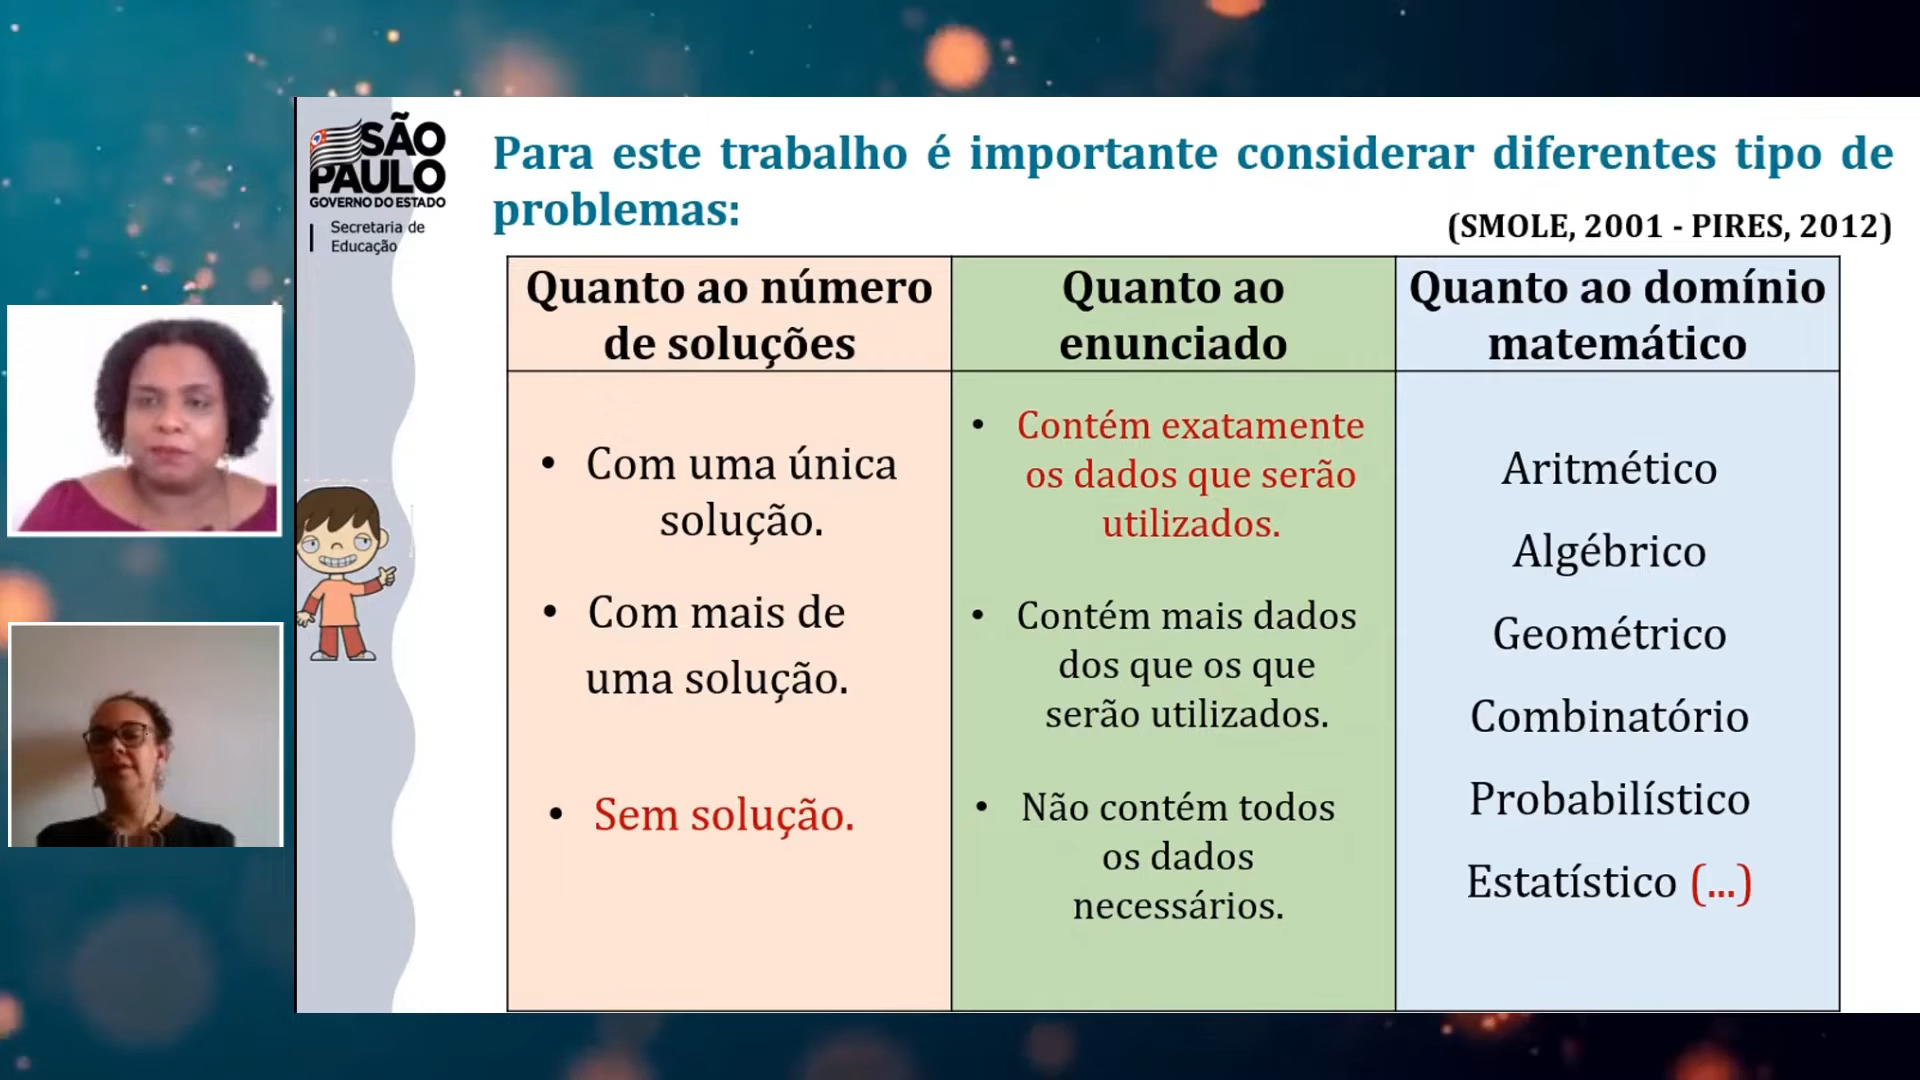 SÃO
PAULO
GOVERNO DO ESTADO
Secretaria de
Educação
Para este trabalho é importante considerar diferentes tipo de
problemas:
(SMOLE, 2001 - PIRES, 2012)
Quanto ao número
de soluções
• Com uma única
solução.
• Com mais de
uma solução.
• Sem solução.
Quanto ao
enunciado
• Contém exatamente
os dados que serão
utilizados.
• Contém mais dados
dos que os que
serão utilizados.
• Não contém todos
os dados
necessários.
Quanto ao domínio
matemático
Aritmético
Algébrico
Geométrico
Combinatório
Probabilístico
Estatístico (...)